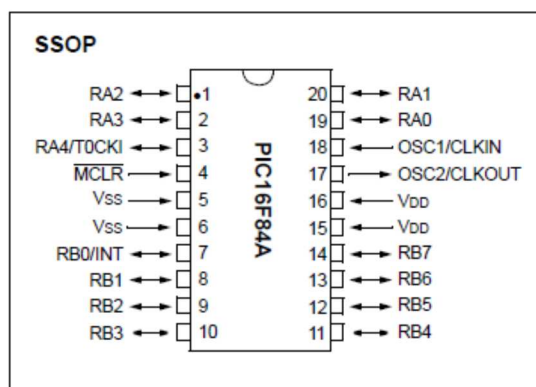 SSOP
RA2 ↔ •1 20 ↔ RA1
RA3 ↔ 2 19 ↔ RA0
RA4/T0CKI ↔ 3 18 ← OSC1/CLKIN
M̅C̅L̅R̅ → 4 17 → OSC2/CLKOUT
VSS → 5 16 ← VDD
VSS → 6 15 ← VDD
RB0/INT ↔ 7 14 ↔ RB7
RB1 ↔ 8 13 ↔ RB6
RB2 ↔ 9 12 ↔ RB5
RB3 ↔ 10 11 ↔ RB4
PIC16F84A